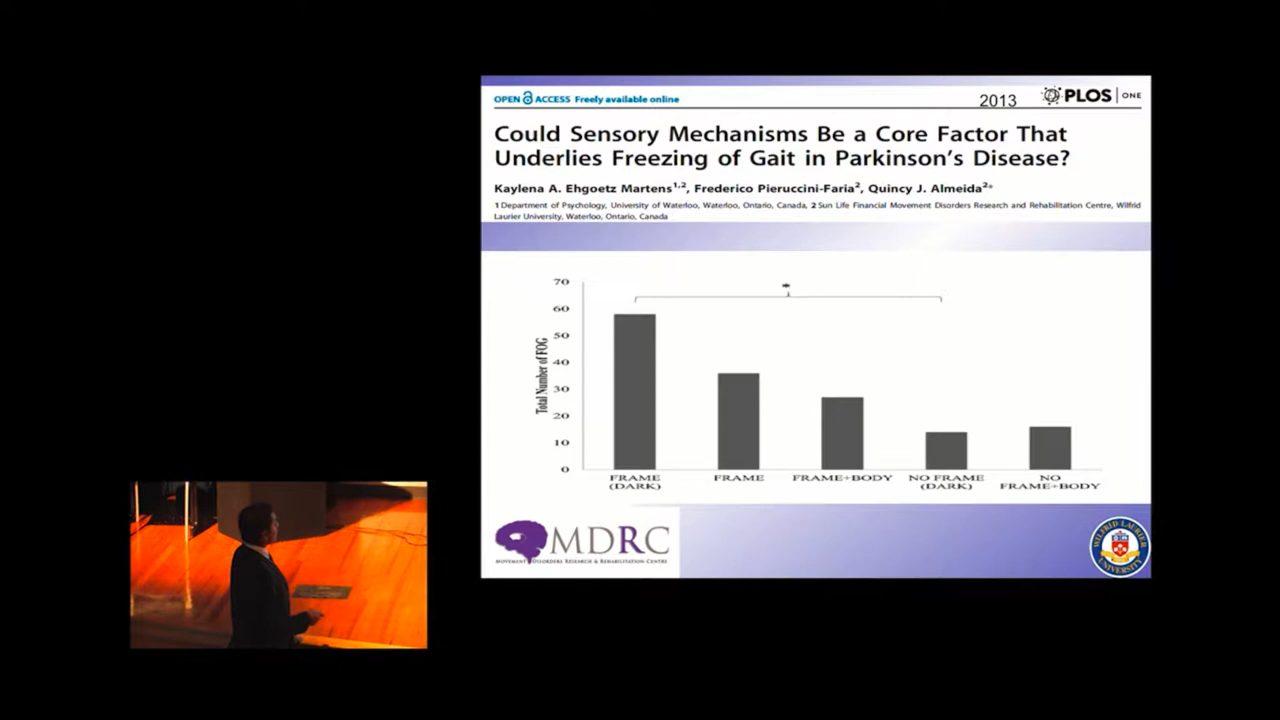 OPEN ACCESS Freely available online
2013
PLOS ONE
Could Sensory Mechanisms Be a Core Factor That
Underlies Freezing of Gait in Parkinson's Disease?
Kaylena A. Ehgoetz Martens1,2, Frederico Pieruccini-Faria2, Quincy J. Almeida2*
1 Department of Psychology, University of Waterloo, Waterloo, Ontario, Canada, 2 Sun Life Financial Movement Disorders Research and Rehabilitation Centre, Wilfrid
Laurier University, Waterloo, Ontario, Canada
Total Number of FOG
70
60
50
40
30
20
10
0
*
FRAME
(DARK)
FRAME
FRAME+BODY
NO FRAME
(DARK)
NO
FRAME+BODY
MDRC
MOVEMENT DISORDERS RESEARCH & REHABILITATION CENTRE
WILFRID LAURIER
UNIVERSITY